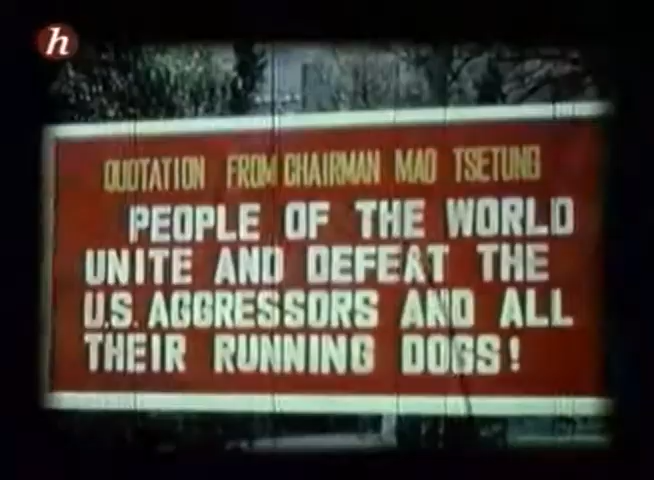 h
QUOTATION FROM CHAIRMAN MAO TSETUNG
PEOPLE OF THE WORLD
UNITE AND DEFEAT THE
U.S. AGGRESSORS AND ALL
THEIR RUNNING DOGS!